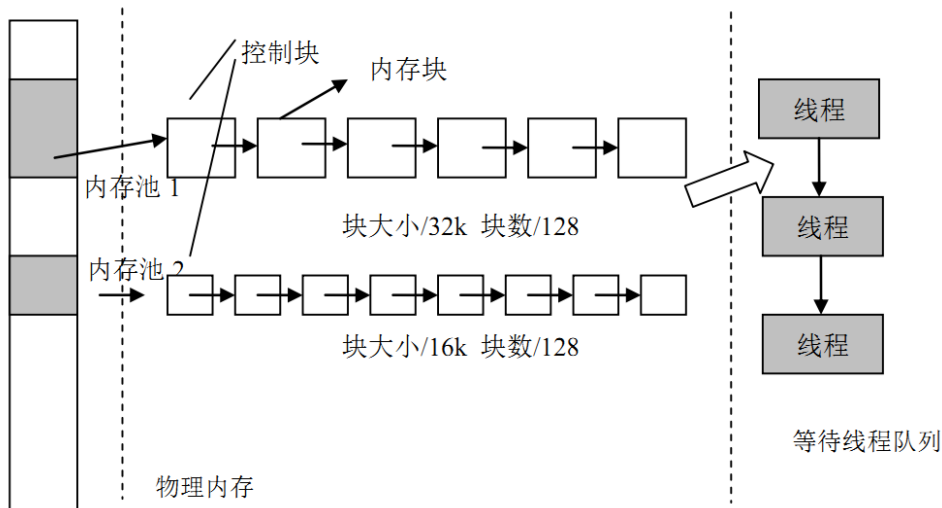 控制块
内存块
线程
内存池 1
块大小/32k 块数/128
线程
内存池 2
块大小/16k 块数/128
线程
等待线程队列
物理内存